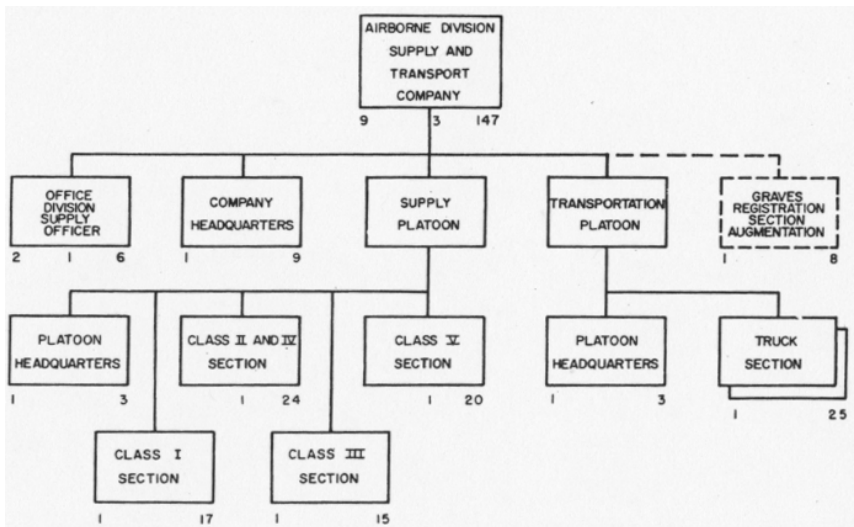 AIRBORNE DIVISION
SUPPLY AND
TRANSPORT
COMPANY
9 3 147
OFFICE
DIVISION
SUPPLY
OFFICER
2 1 6
COMPANY
HEADQUARTERS
1 9
SUPPLY
PLATOON
TRANSPORTATION
PLATOON
GRAVES
REGISTRATION
SECTION
AUGMENTATION
1 8
PLATOON
HEADQUARTERS
1 3
CLASS II AND IV
SECTION
1 24
CLASS V
SECTION
1 20
PLATOON
HEADQUARTERS
1 3
TRUCK
SECTION
1 25
CLASS I
SECTION
1 17
CLASS III
SECTION
1 15